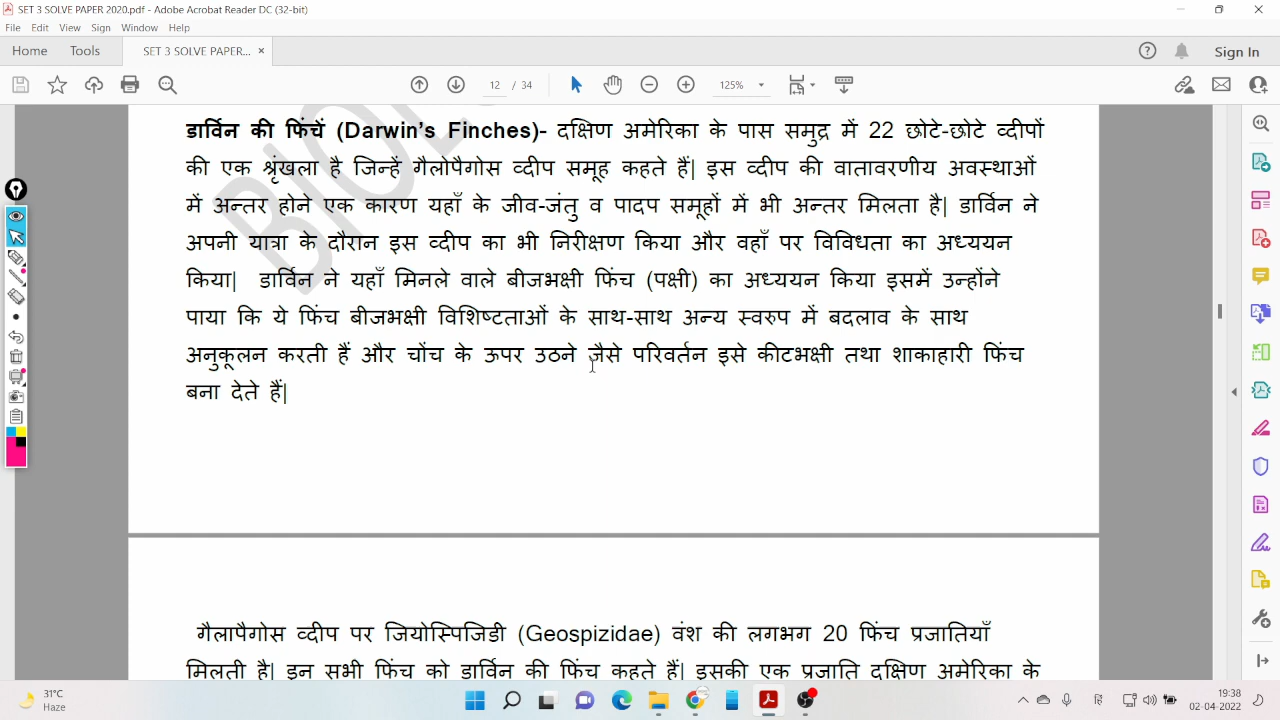 SET 3 SOLVE PAPER 2020.pdf - Adobe Acrobat Reader DC (32-bit)
File Edit View Sign Window Help
Home Tools SET 3 SOLVE PAPER... × Sign In
12 / 34 125%
डार्विन की फिंचें (Darwin's Finches)- दक्षिण अमेरिका के पास समुद्र में 22 छोटे-छोटे व्दीपों
की एक श्रृंखला है जिन्हें गैलोपैगोस व्दीप समूह कहते हैं| इस व्दीप की वातावरणीय अवस्थाओं
में अन्तर होने एक कारण यहाँ के जीव-जंतु व पादप समूहों में भी अन्तर मिलता है| डार्विन ने
अपनी यात्रा के दौरान इस व्दीप का भी निरीक्षण किया और वहाँ पर विविधता का अध्ययन
किया| डार्विन ने यहाँ मिनले वाले बीजभक्षी फिंच (पक्षी) का अध्ययन किया इसमें उन्होंने
पाया कि ये फिंच बीजभक्षी विशिष्टताओं के साथ-साथ अन्य स्वरुप में बदलाव के साथ
अनुकूलन करती हैं और चोंच के ऊपर उठने जैसे परिवर्तन इसे कीटभक्षी तथा शाकाहारी फिंच
बना देते हैं|
गैलापैगोस व्दीप पर जियोस्पिजिडी (Geospizidae) वंश की लगभग 20 फिंच प्रजातियाँ
मिलती है| इन सभी फिंच को डार्विन की फिंच कहते हैं| इसकी एक प्रजाति दक्षिण अमेरिका के
31°C
Haze
19:38
02-04-2022